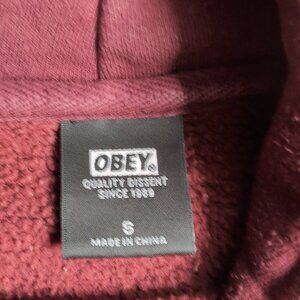 OBEY®
QUALITY DISSENT
SINCE 1989
S
MADE IN CHINA